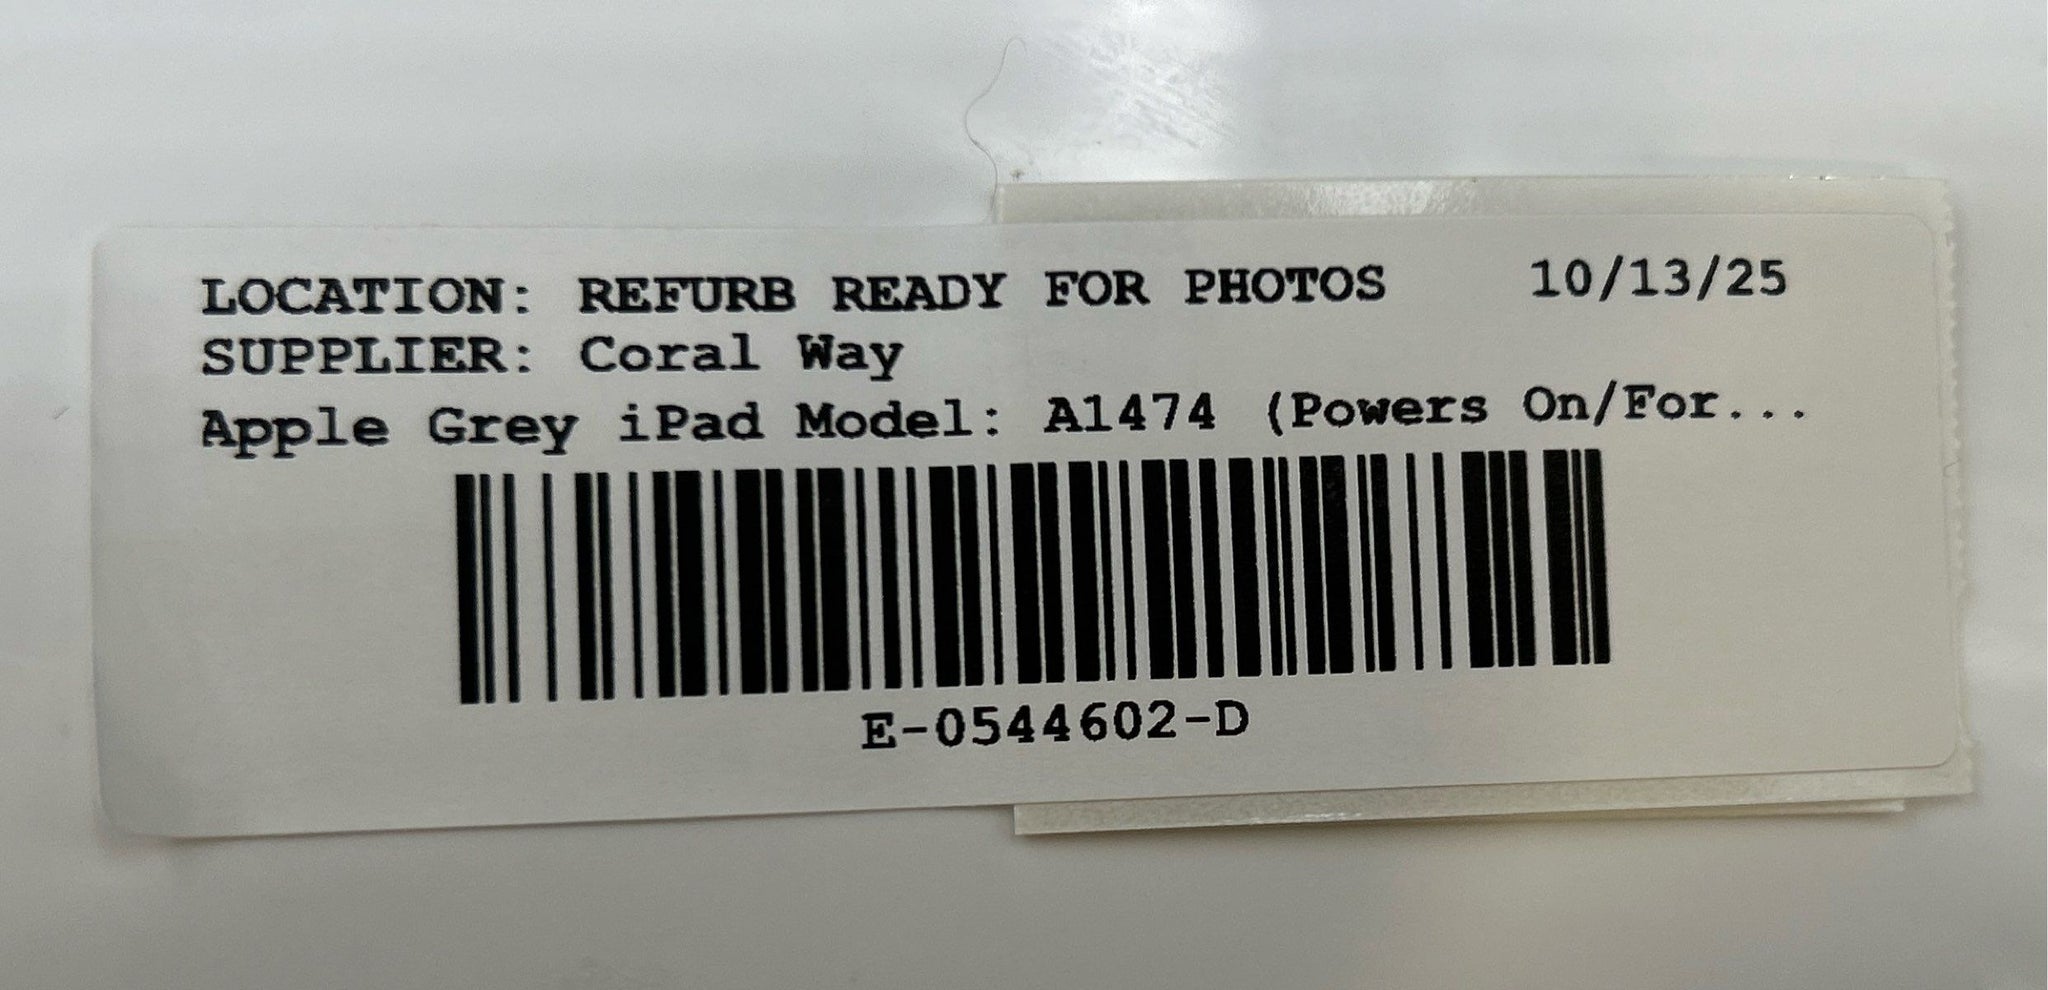 LOCATION: REFURB READY FOR PHOTOS 10/13/25
SUPPLIER: Coral Way
Apple Grey iPad Model: A1474 (Powers On/For...
E-0544602-D